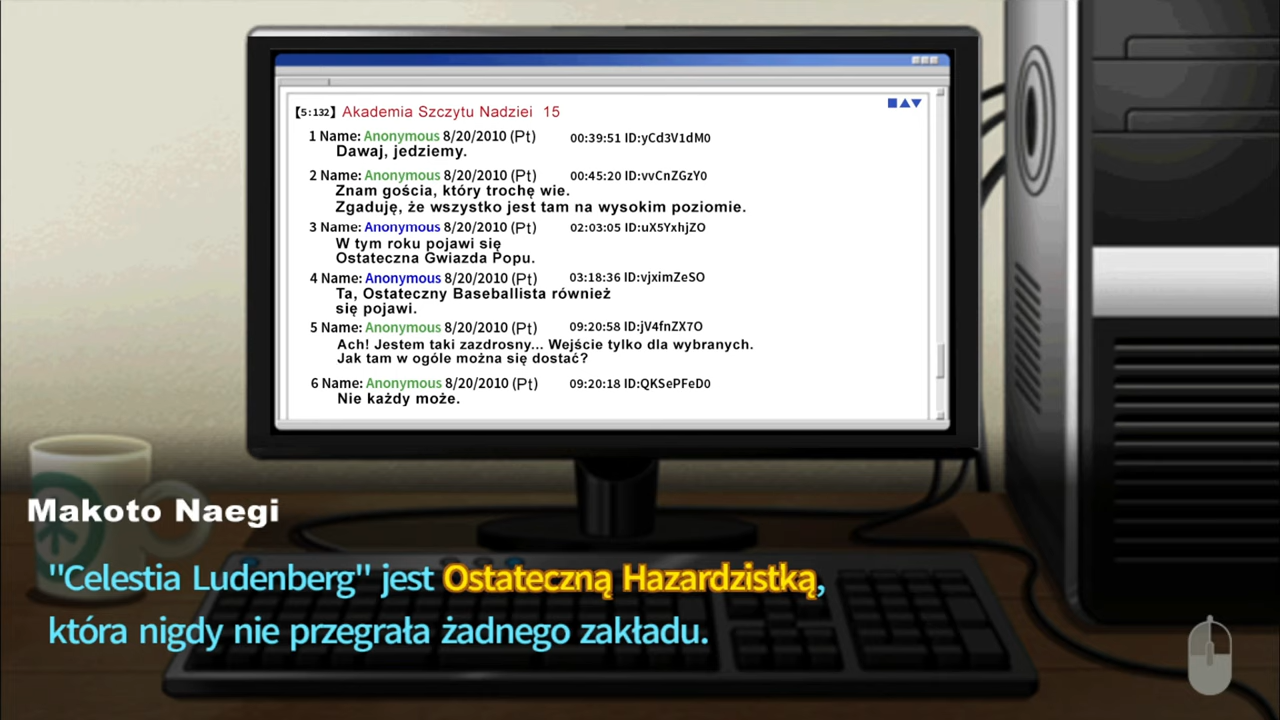 【5:132】 Akademia Szczytu Nadziei 15
1 Name: Anonymous 8/20/2010 (Pt) 00:39:51 ID:yCd3V1dM0
Dawaj, jedziemy.
2 Name: Anonymous 8/20/2010 (Pt) 00:45:20 ID:vvCnZGzY0
Znam gościa, który trochę wie.
Zgaduję, że wszystko jest tam na wysokim poziomie.
3 Name: Anonymous 8/20/2010 (Pt) 02:03:05 ID:uX5YxhjZO
W tym roku pojawi się
Ostateczna Gwiazda Popu.
4 Name: Anonymous 8/20/2010 (Pt) 03:18:36 ID:vjximZeSO
Ta, Ostateczny Baseballista również
się pojawi.
5 Name: Anonymous 8/20/2010 (Pt) 09:20:58 ID:jV4fnZX7O
Ach! Jestem taki zazdrosny... Wejście tylko dla wybranych.
Jak tam w ogóle można się dostać?
6 Name: Anonymous 8/20/2010 (Pt) 09:20:18 ID:QKSePFeD0
Nie każdy może.
Makoto Naegi
"Celestia Ludenberg" jest Ostateczną Hazardzistką,
która nigdy nie przegrała żadnego zakładu.